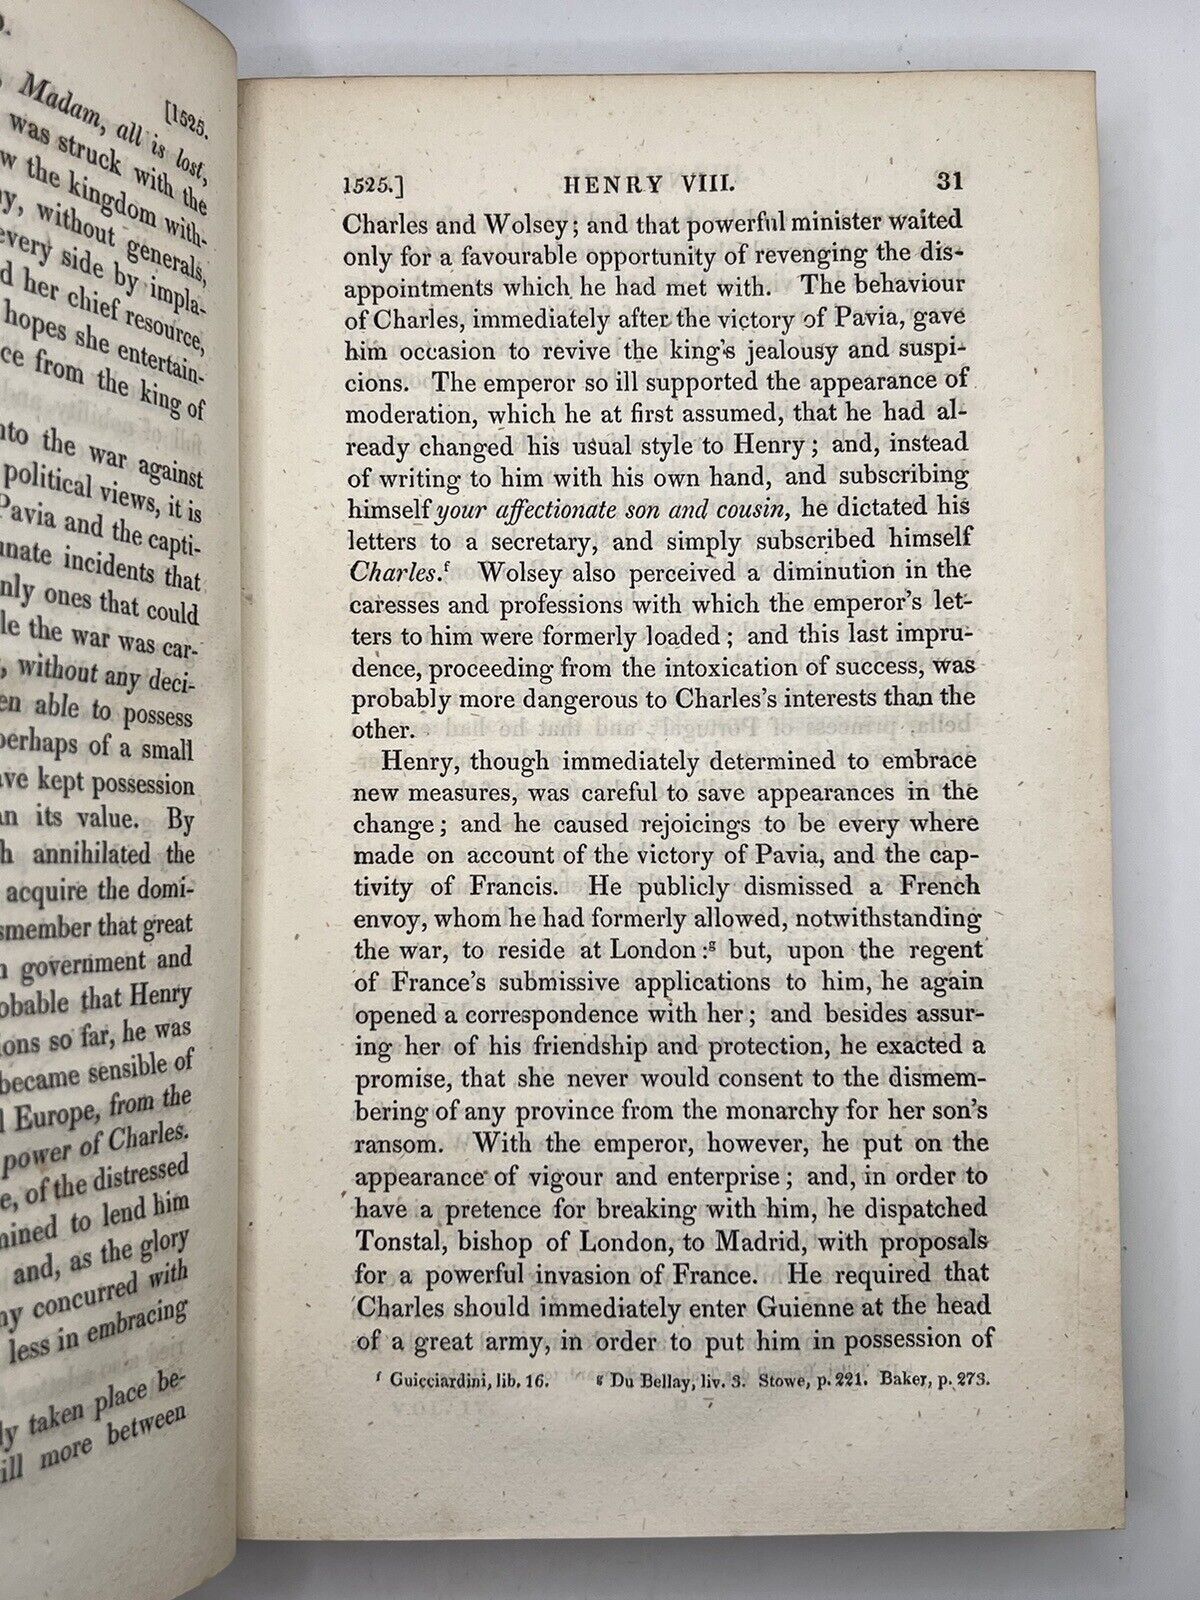 [1525.
Madam, all is lost,
was struck with the
the kingdom with-
without generals,
every side by impla-
her chief resource,
hopes she entertain-
from the king of
the war against
political views, it is
Pavia and the capti-
incidents that
only ones that could
the war was car-
without any deci-
able to possess
perhaps of a small
kept possession
its value. By
annihilated the
acquire the domi-
that great
government and
that Henry
so far, he was
became sensible of
Europe, from the
power of Charles.
of the distressed
to lend him
and, as the glory
concurred with
less in embracing
taken place be-
more between
1525.] HENRY VIII. 31
Charles and Wolsey; and that powerful minister waited
only for a favourable opportunity of revenging the dis-
appointments which he had met with. The behaviour
of Charles, immediately after the victory of Pavia, gave
him occasion to revive the king's jealousy and suspi-
cions. The emperor so ill supported the appearance of
moderation, which he at first assumed, that he had al-
ready changed his usual style to Henry; and, instead
of writing to him with his own hand, and subscribing
himself your affectionate son and cousin, he dictated his
letters to a secretary, and simply subscribed himself
Charles.f Wolsey also perceived a diminution in the
caresses and professions with which the emperor's let-
ters to him were formerly loaded; and this last impru-
dence, proceeding from the intoxication of success, was
probably more dangerous to Charles's interests than the
other.
Henry, though immediately determined to embrace
new measures, was careful to save appearances in the
change; and he caused rejoicings to be every where
made on account of the victory of Pavia, and the cap-
tivity of Francis. He publicly dismissed a French
envoy, whom he had formerly allowed, notwithstanding
the war, to reside at London:g but, upon the regent
of France's submissive applications to him, he again
opened a correspondence with her; and besides assur-
ing her of his friendship and protection, he exacted a
promise, that she never would consent to the dismem-
bering of any province from the monarchy for her son's
ransom. With the emperor, however, he put on the
appearance of vigour and enterprise; and, in order to
have a pretence for breaking with him, he dispatched
Tonstal, bishop of London, to Madrid, with proposals
for a powerful invasion of France. He required that
Charles should immediately enter Guienne at the head
of a great army, in order to put him in possession of
f Guicciardini, lib. 16. g Du Bellay, liv. 3. Stowe, p. 221. Baker, p. 273.